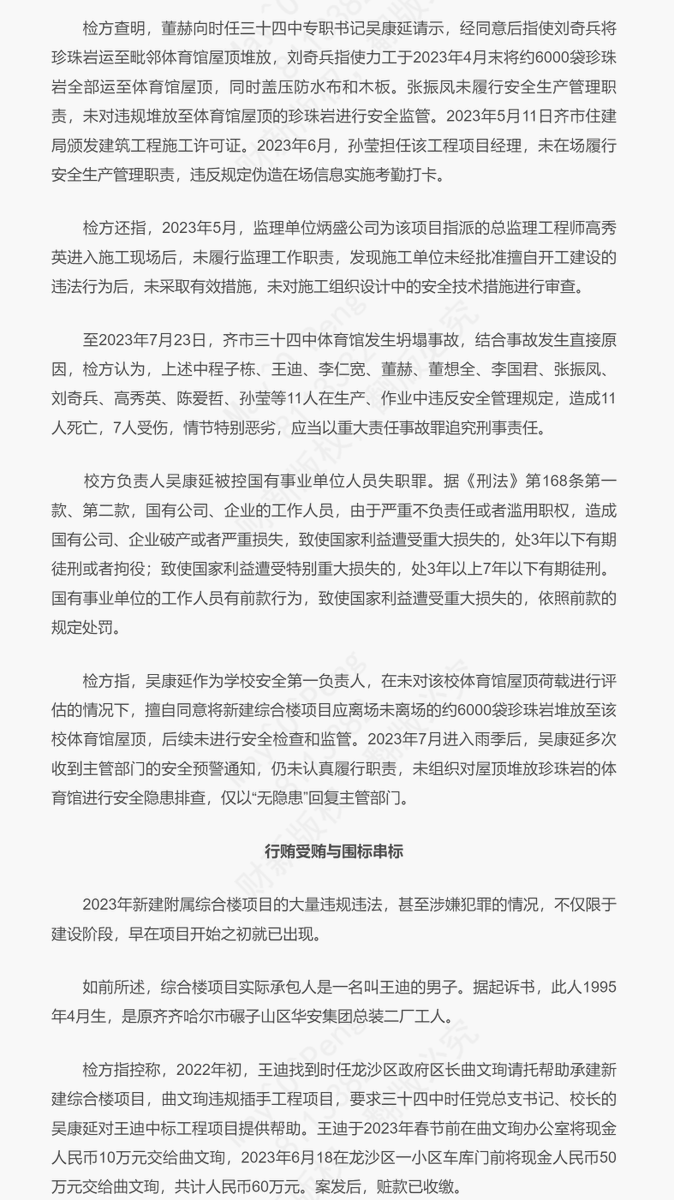 检方查明，董赫向时任三十四中专职书记吴康延请示，经同意后指使刘奇兵将
珍珠岩运至毗邻体育馆屋顶堆放，刘奇兵指使力工于2023年4月末将约6000袋珍珠
岩全部运至体育馆屋顶，同时盖压防水布和木板。张振凤未履行安全生产管理职
责，未对违规堆放至体育馆屋顶的珍珠岩进行安全监管。2023年5月11日齐市住建
局颁发建筑工程施工许可证。2023年6月，孙莹担任该工程项目经理，未在场履行
安全生产管理职责，违反规定伪造在场信息实施考勤打卡。
检方还指，2023年5月，监理单位炳盛公司为该项目指派的总监理工程师高秀
英进入施工现场后，未履行监理工作职责，发现施工单位未经批准擅自开工建设的
违法行为后，未采取有效措施，未对施工组织设计中的安全技术措施进行审查。
至2023年7月23日，齐市三十四中体育馆发生坍塌事故，结合事故发生直接原
因，检方认为，上述中程子栋、王迪、李仁宽、董赫、董想全、李国君、张振凤、
刘奇兵、高秀英、陈爱哲、孙莹等11人在生产、作业中违反安全管理规定，造成11
人死亡，7人受伤，情节特别恶劣，应当以重大责任事故罪追究刑事责任。
校方负责人吴康延被控国有事业单位人员失职罪。据《刑法》第168条第一
款、第二款，国有公司、企业的工作人员，由于严重不负责任或者滥用职权，造成
国有公司、企业破产或者严重损失，致使国家利益遭受重大损失的，处3年以下有期
徒刑或者拘役；致使国家利益遭受特别重大损失的，处3年以上7年以下有期徒刑。
国有事业单位的工作人员有前款行为，致使国家利益遭受重大损失的，依照前款的
规定处罚。
检方指，吴康延作为学校安全第一负责人，在未对该校体育馆屋顶荷载进行评
估的情况下，擅自同意将新建综合楼项目应离场未离场的约6000袋珍珠岩堆放至该
校体育馆屋顶，后续未进行安全检查和监管。2023年7月进入雨季后，吴康延多次
收到主管部门的安全预警通知，仍未认真履行职责，未组织对屋顶堆放珍珠岩的体
育馆进行安全隐患排查，仅以“无隐患”回复主管部门。
行贿受贿与围标串标
2023年新建附属综合楼项目的大量违规违法，甚至涉嫌犯罪的情况，不仅限于
建设阶段，早在项目开始之初就已出现。
如前所述，综合楼项目实际承包人是一名叫王迪的男子。据起诉书，此人1995
年4月生，是原齐齐哈尔市碾子山区华安集团总装二厂工人。
检方指控称，2022年初，王迪找到时任龙沙区政府区长曲文珣请托帮助承建新
建综合楼项目，曲文珣违规插手工程项目，要求三十四中时任党总支书记、校长的
吴康延对王迪中标工程项目提供帮助。王迪于2023年春节前在曲文珣办公室将现金
人民币10万元交给曲文珣，2023年6月18在龙沙区一小区车库门前将现金人民币50
万元交给曲文珣，共计人民币60万元。案发后，赃款已收缴。